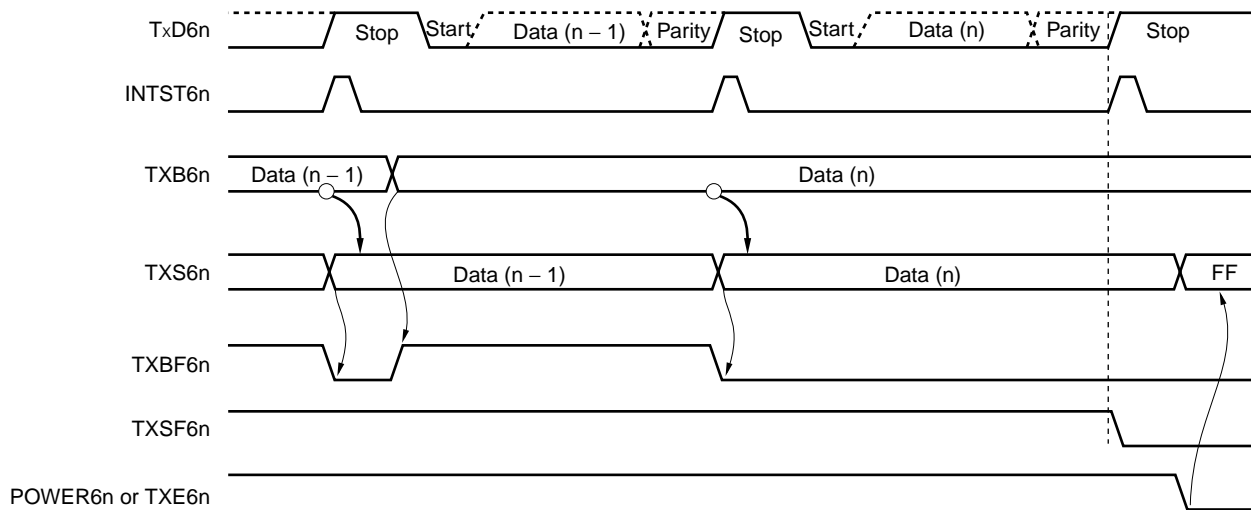 TxD6n Stop Start Data (n – 1) Parity Stop Start Data (n) Parity Stop
INTST6n
TXB6n Data (n – 1) Data (n)
TXS6n Data (n – 1) Data (n) FF
TXBF6n
TXSF6n
POWER6n or TXE6n